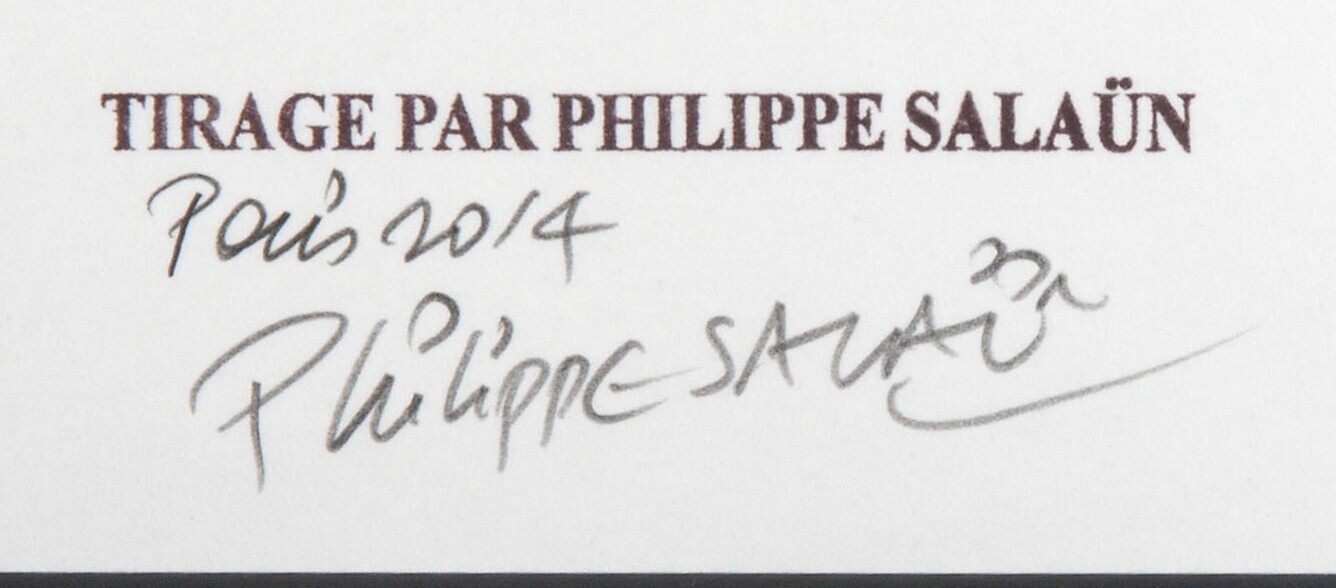 TIRAGE PAR PHILIPPE SALAÜN
Paris 2014
PHiLiPPE SALAÜN